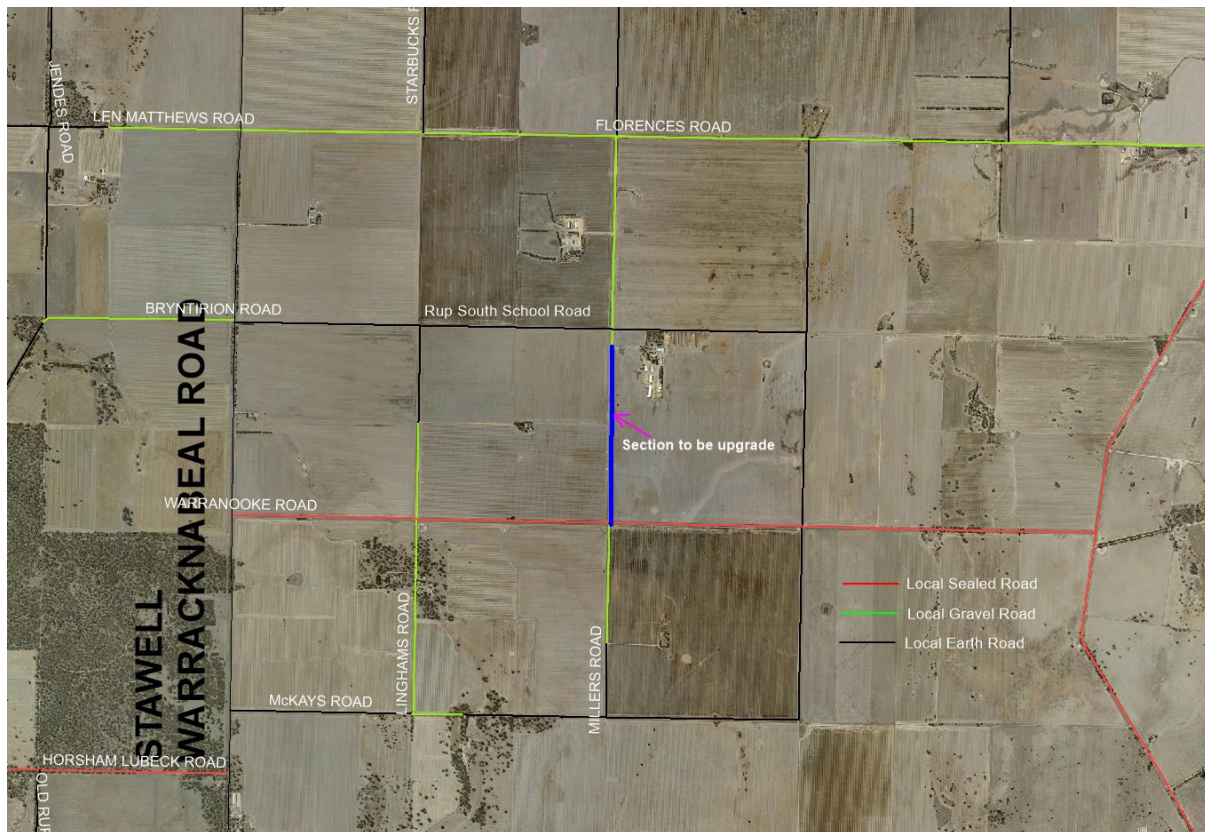 STARBUCKS R
JENDES ROAD
LEN MATTHEWS ROAD
FLORENCES ROAD
BRYNTIRION ROAD
Rup South School Road
Section to be upgrade
WARRANOOKE ROAD
STAWELL
WARRACKNABEAL ROAD
Local Sealed Road
Local Gravel Road
Local Earth Road
LINGHAMS ROAD
MILLERS ROAD
McKAYS ROAD
HORSHAM LUBECK ROAD
OLD RUP